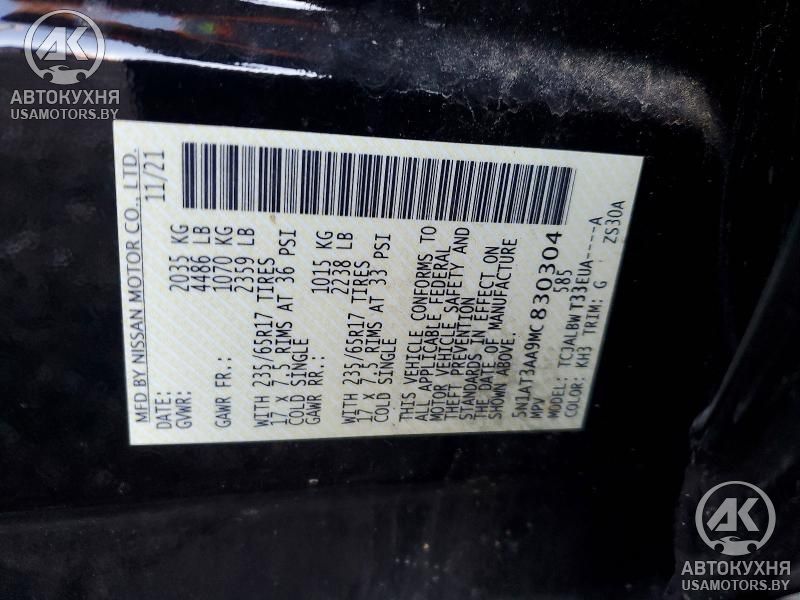 AK
АВТОКУХНЯ
USAMOTORS.BY
MFD BY NISSAN MOTOR CO., LTD.
DATE: 11/21
GVWR: 2035 KG
4486 LB
GAWR FR.: 1070 KG
2359 LB
WITH 235/65R17 TIRES
17 X 7.5 RIMS AT 36 PSI
COLD SINGLE
GAWR RR.: 1015 KG
2238 LB
WITH 235/65R17 TIRES
17 X 7.5 RIMS AT 33 PSI
COLD SINGLE
THIS VEHICLE CONFORMS TO
ALL APPLICABLE FEDERAL
MOTOR VEHICLE SAFETY AND
THEFT PREVENTION
STANDARDS IN EFFECT ON
THE DATE OF MANUFACTURE
SHOWN ABOVE.
5N1AT3AA9MC830304
MPV 585
MODEL: TCJALBWT33EUA----A
COLOR: KH3 TRIM: G ZS30A
AK
АВТОКУХНЯ
USAMOTORS.BY